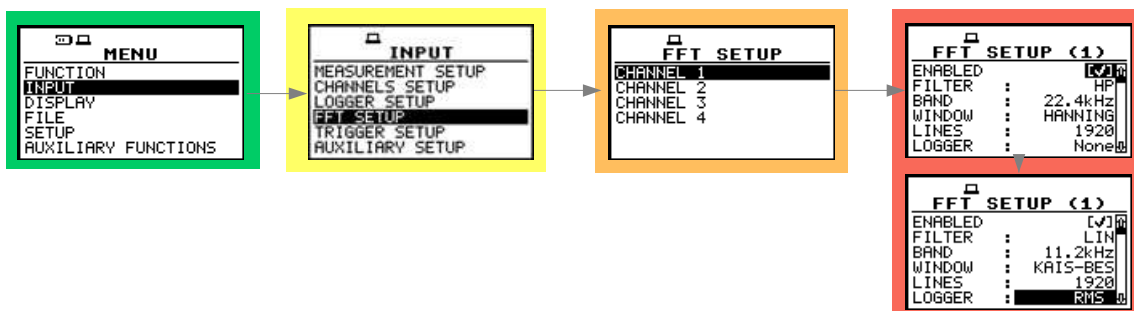 MENU
FUNCTION
INPUT
DISPLAY
FILE
SETUP
AUXILIARY FUNCTIONS
INPUT
MEASUREMENT SETUP
CHANNELS SETUP
LOGGER SETUP
FFT SETUP
TRIGGER SETUP
AUXILIARY SETUP
FFT SETUP
CHANNEL 1
CHANNEL 2
CHANNEL 3
CHANNEL 4
FFT SETUP (1)
ENABLED [√]
FILTER : HP
BAND : 22.4kHz
WINDOW : HANNING
LINES : 1920
LOGGER : None
FFT SETUP (1)
ENABLED [√]
FILTER : LIN
BAND : 11.2kHz
WINDOW : KAIS-BES
LINES : 1920
LOGGER : RMS